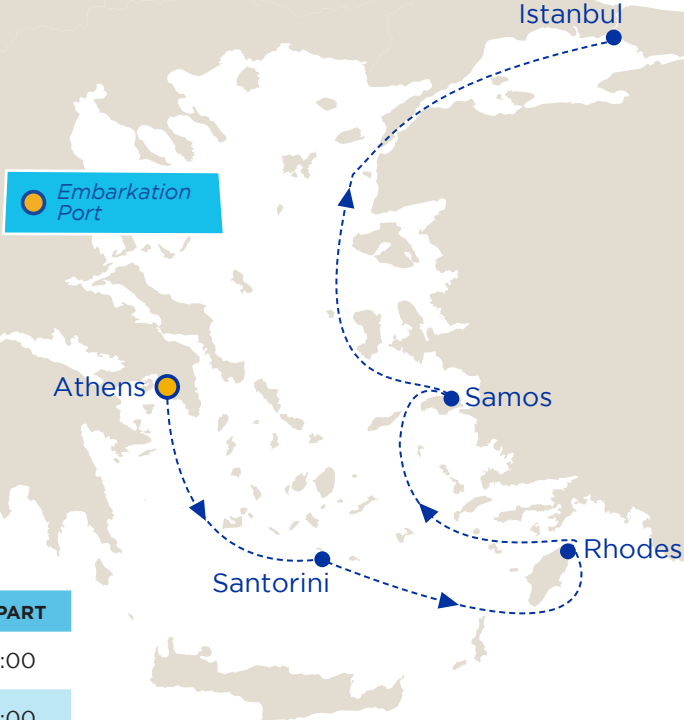 Istanbul
Embarkation
Port
Athens
Samos
Rhodes
Santorini
PART
:00
:00